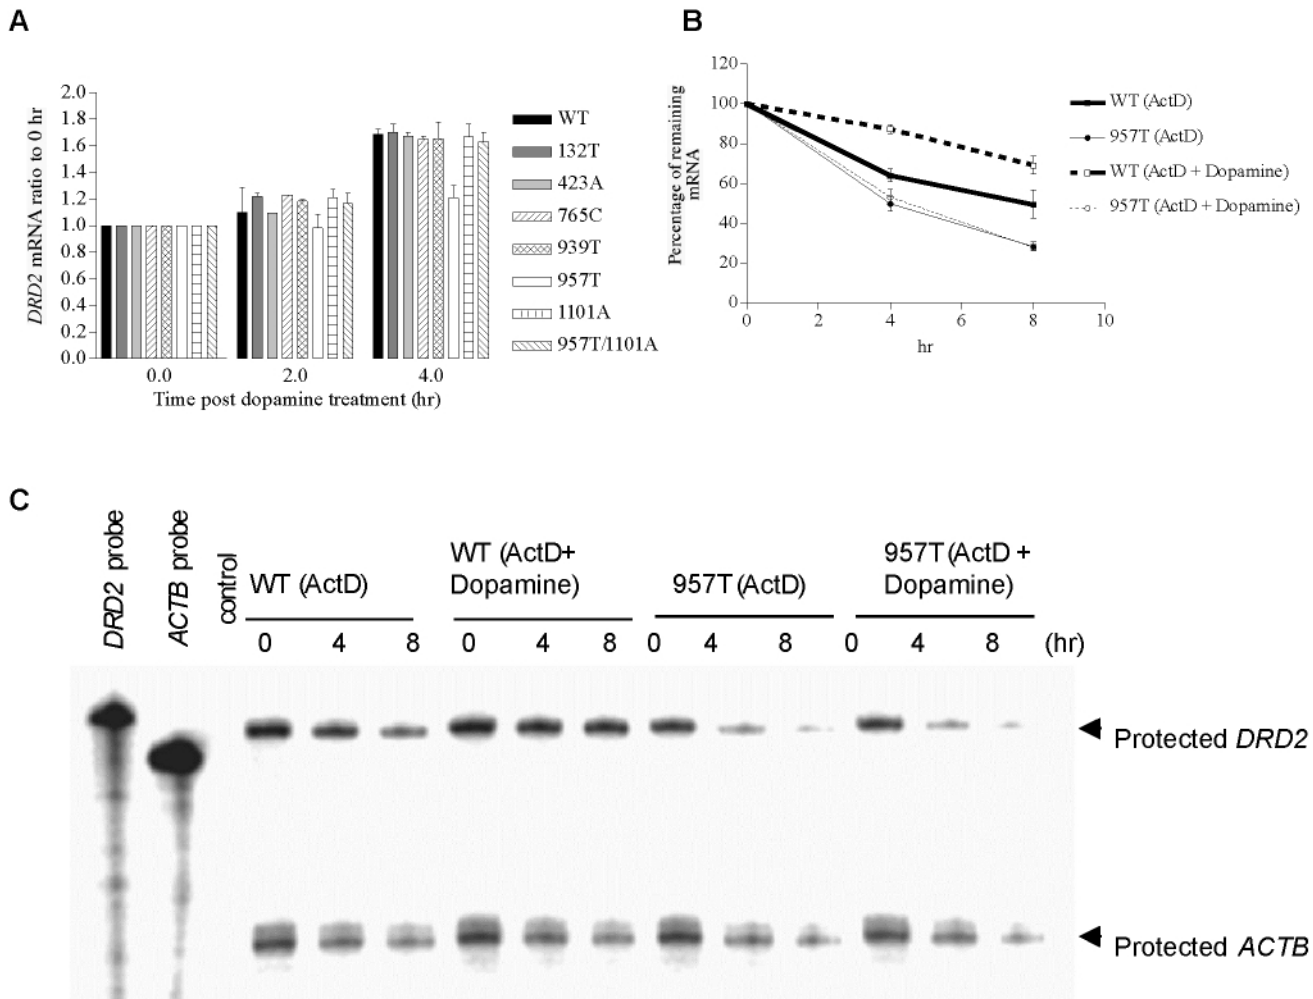 A
DRD2 mRNA ratio to 0 hr
2.0
1.8
1.6
1.4
1.2
1.0
0.8
0.6
0.4
0.2
0.0
0.0 2.0 4.0
Time post dopamine treatment (hr)
WT
132T
423A
765C
939T
957T
1101A
957T/1101A
B
Percentage of remaining
mRNA
120
100
80
60
40
20
0
0 2 4 6 8 10
hr
WT (ActD)
957T (ActD)
WT (ActD + Dopamine)
957T (ActD + Dopamine)
C
DRD2 probe
ACTB probe
control
WT (ActD)
WT (ActD+
Dopamine)
957T (ActD)
957T (ActD +
Dopamine)
0 4 8 0 4 8 0 4 8 0 4 8 (hr)
Protected DRD2
Protected ACTB